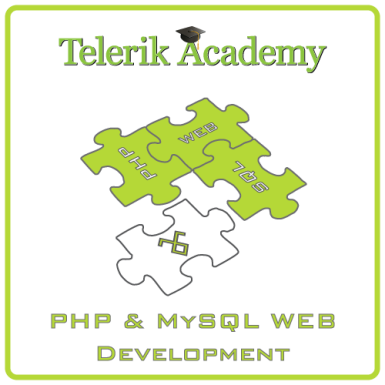 Telerik Academy
WEB
PHP
SQL
PHP & MySQL WEB
Development